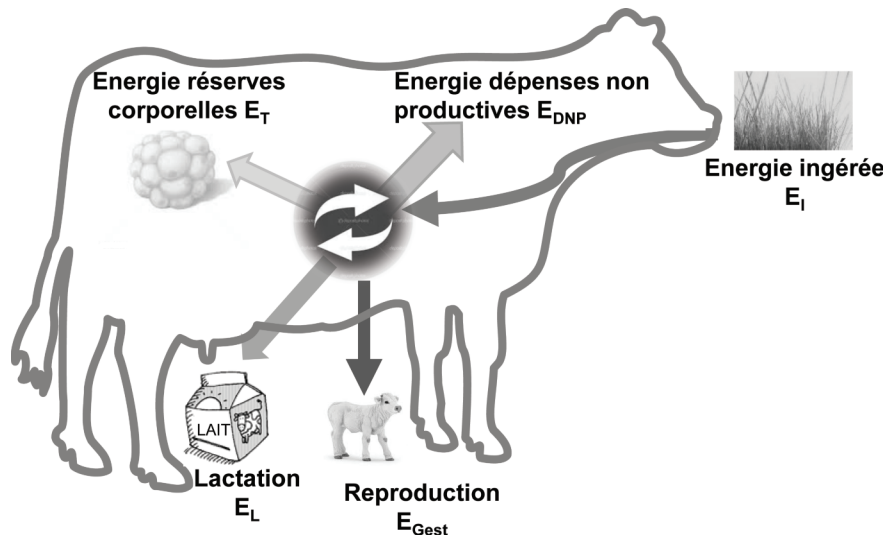 Energie réserves
corporelles E_T
Energie dépenses non
productives E_DNP
Energie ingérée
E_I
LAIT
Lactation
E_L
Reproduction
E_Gest